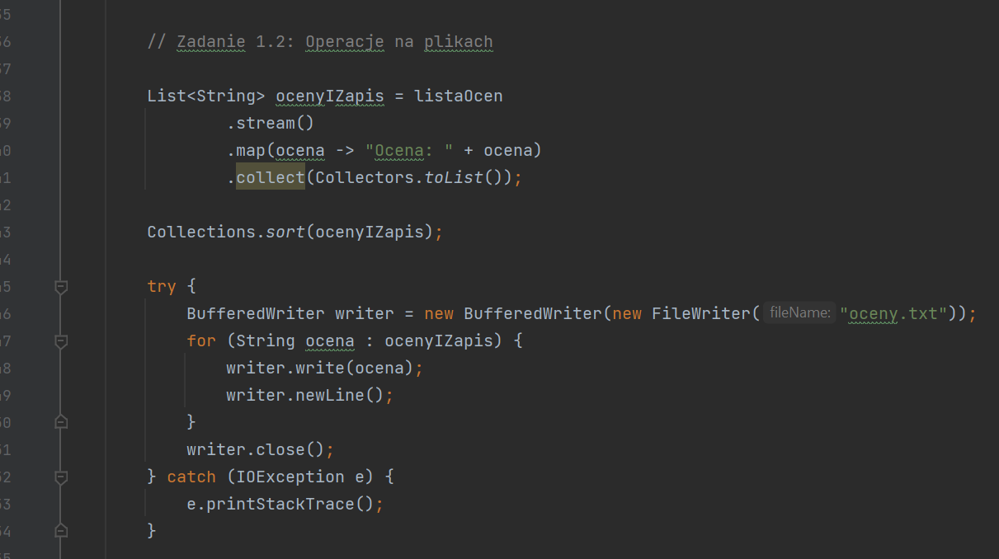 // Zadanie 1.2: Operacje na plikach
List<String> ocenyIZapis = listaOcen
.stream()
.map(ocena -> "Ocena: " + ocena)
.collect(Collectors.toList());
Collections.sort(ocenyIZapis);
try {
BufferedWriter writer = new BufferedWriter(new FileWriter( fileName: "oceny.txt"));
for (String ocena : ocenyIZapis) {
writer.write(ocena);
writer.newLine();
}
writer.close();
} catch (IOException e) {
e.printStackTrace();
}